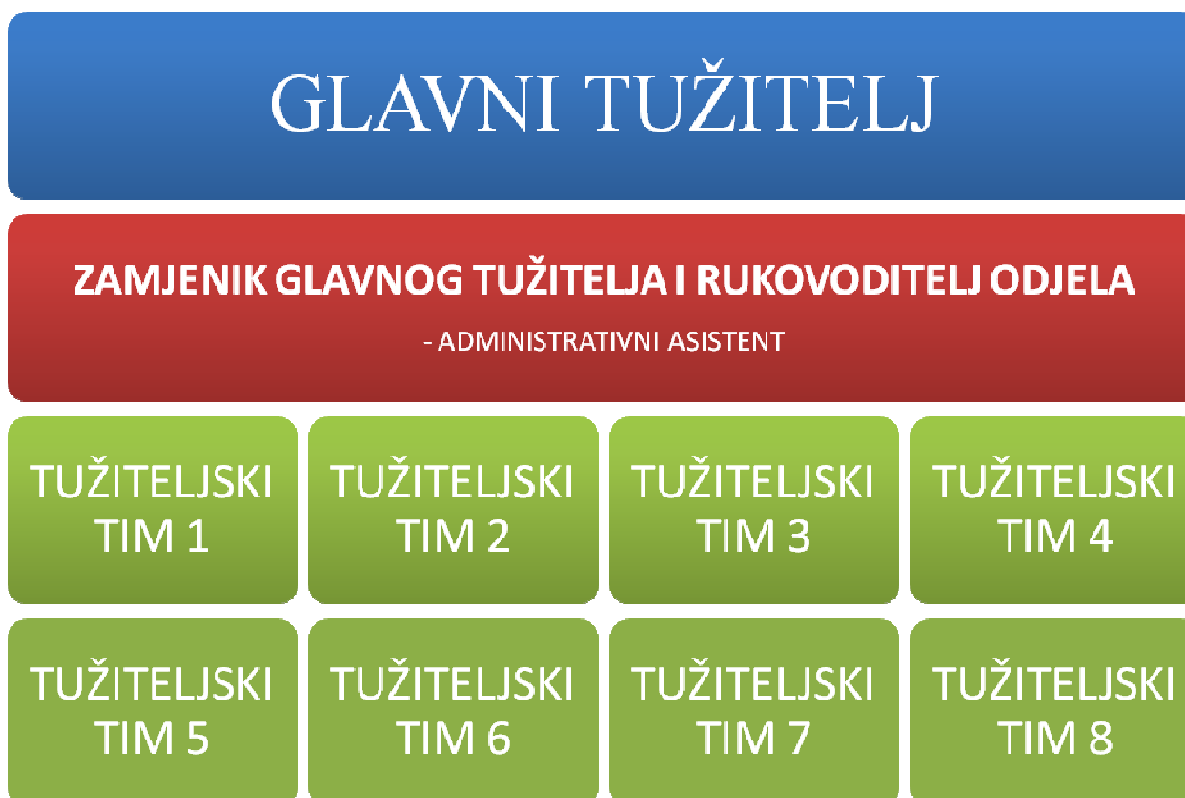 GLAVNI TUŽITELJ
ZAMJENIK GLAVNOG TUŽITELJA I RUKOVODITELJ ODJELA
- ADMINISTRATIVNI ASISTENT
TUŽITELJSKI
TIM 1
TUŽITELJSKI
TIM 2
TUŽITELJSKI
TIM 3
TUŽITELJSKI
TIM 4
TUŽITELJSKI
TIM 5
TUŽITELJSKI
TIM 6
TUŽITELJSKI
TIM 7
TUŽITELJSKI
TIM 8